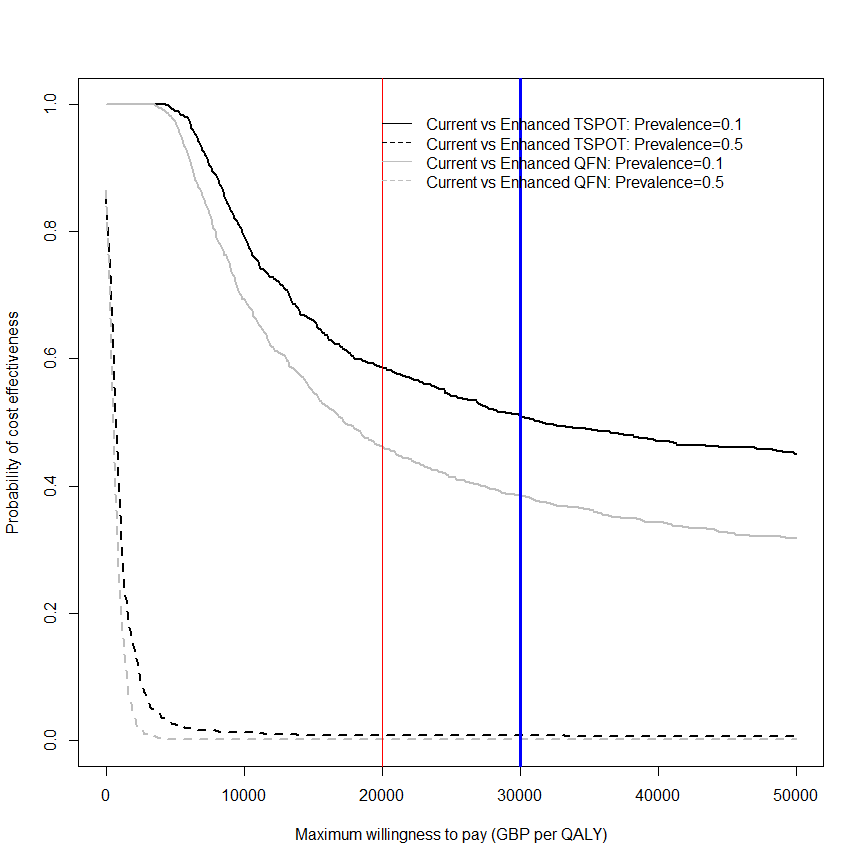 Current vs Enhanced TSPOT: Prevalence=0.1
Current vs Enhanced TSPOT: Prevalence=0.5
Current vs Enhanced QFN: Prevalence=0.1
Current vs Enhanced QFN: Prevalence=0.5
Probability of cost effectiveness
1.0
0.8
0.6
0.4
0.2
0.0
0 10000 20000 30000 40000 50000
Maximum willingness to pay (GBP per QALY)